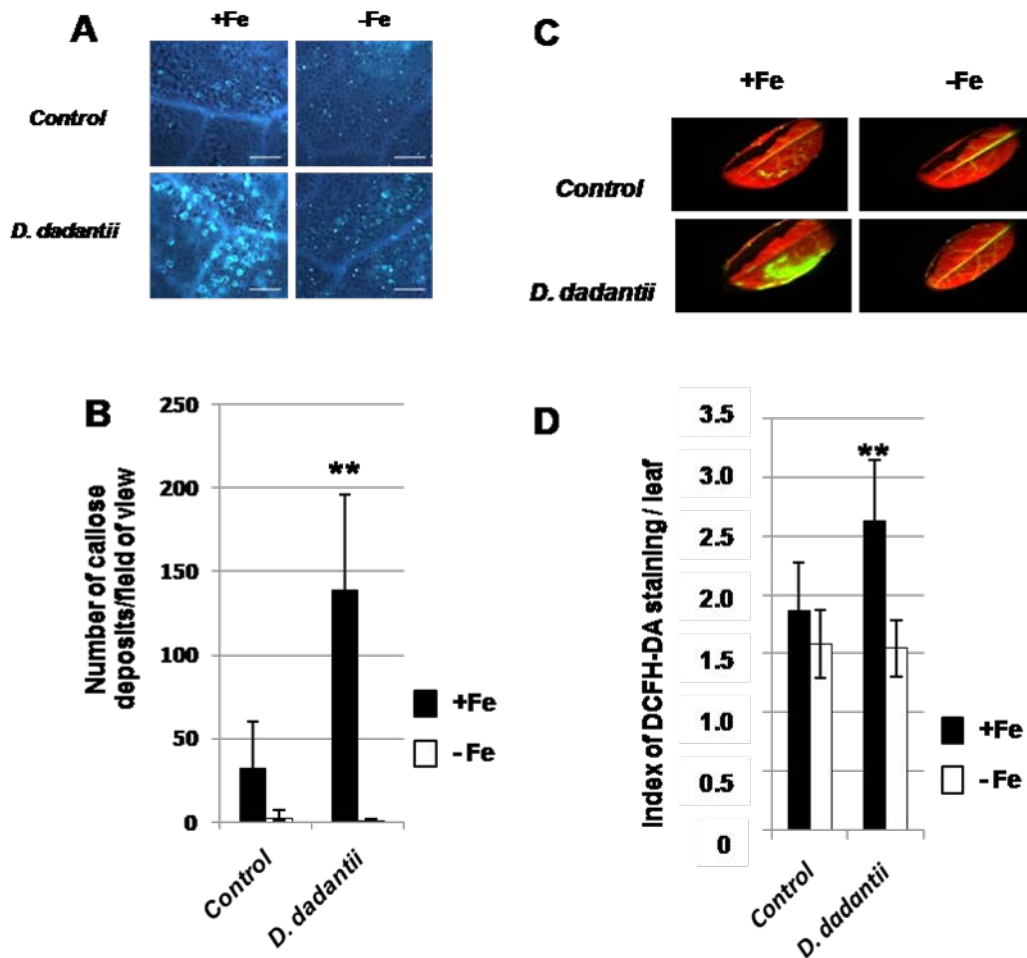 A
+Fe
-Fe
Control
D. dadantii
C
+Fe
-Fe
Control
D. dadantii
B
Number of callose
deposits/field of view
250
200
150
100
50
0
**
Control
D. dadantii
+Fe
-Fe
D
Index of DCFH-DA staining / leaf
3.5
3.0
2.5
2.0
1.5
1.0
0.5
0
**
Control
D. dadantii
+Fe
-Fe